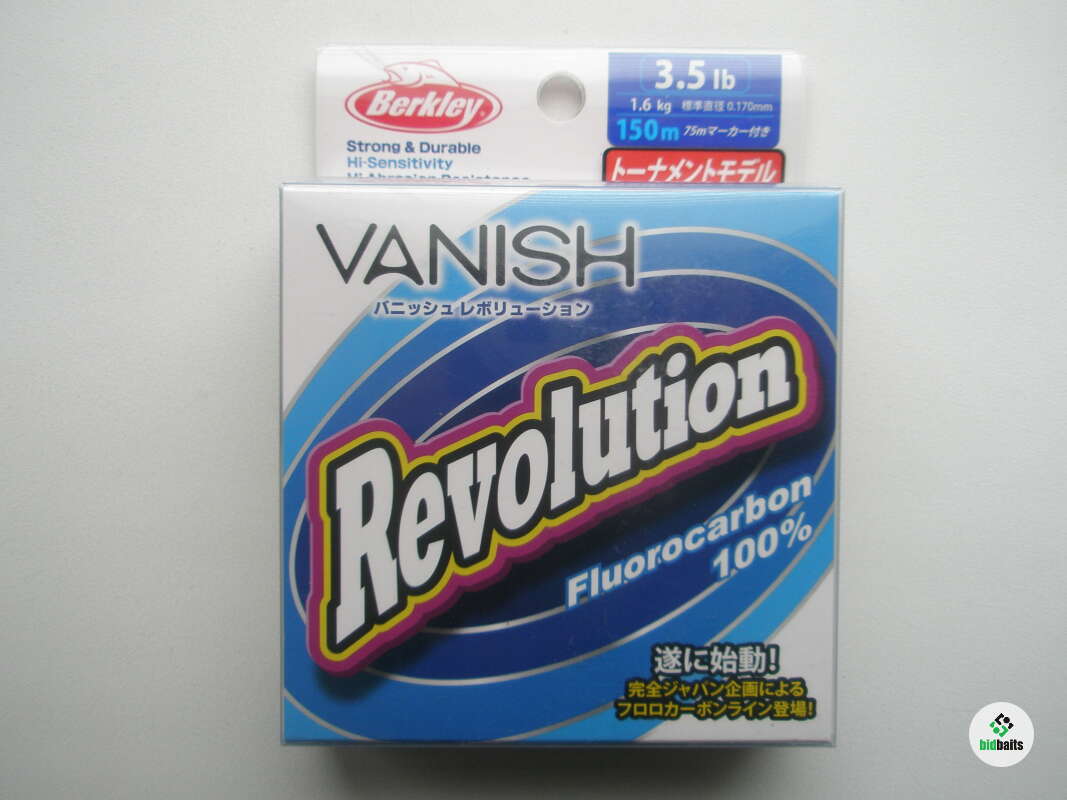 Berkley
Strong & Durable
Hi-Sensitivity
Hi-Abrasion Resistance
3.5 lb
1.6 kg 標準直径 0.170mm
150m 75mマーカー付き
トーナメントモデル
VANISH
バニッシュ レボリューション
Revolution
Fluorocarbon
100%
遂に始動!
完全ジャパン企画による
フロロカーボンライン登場!
bidbaits